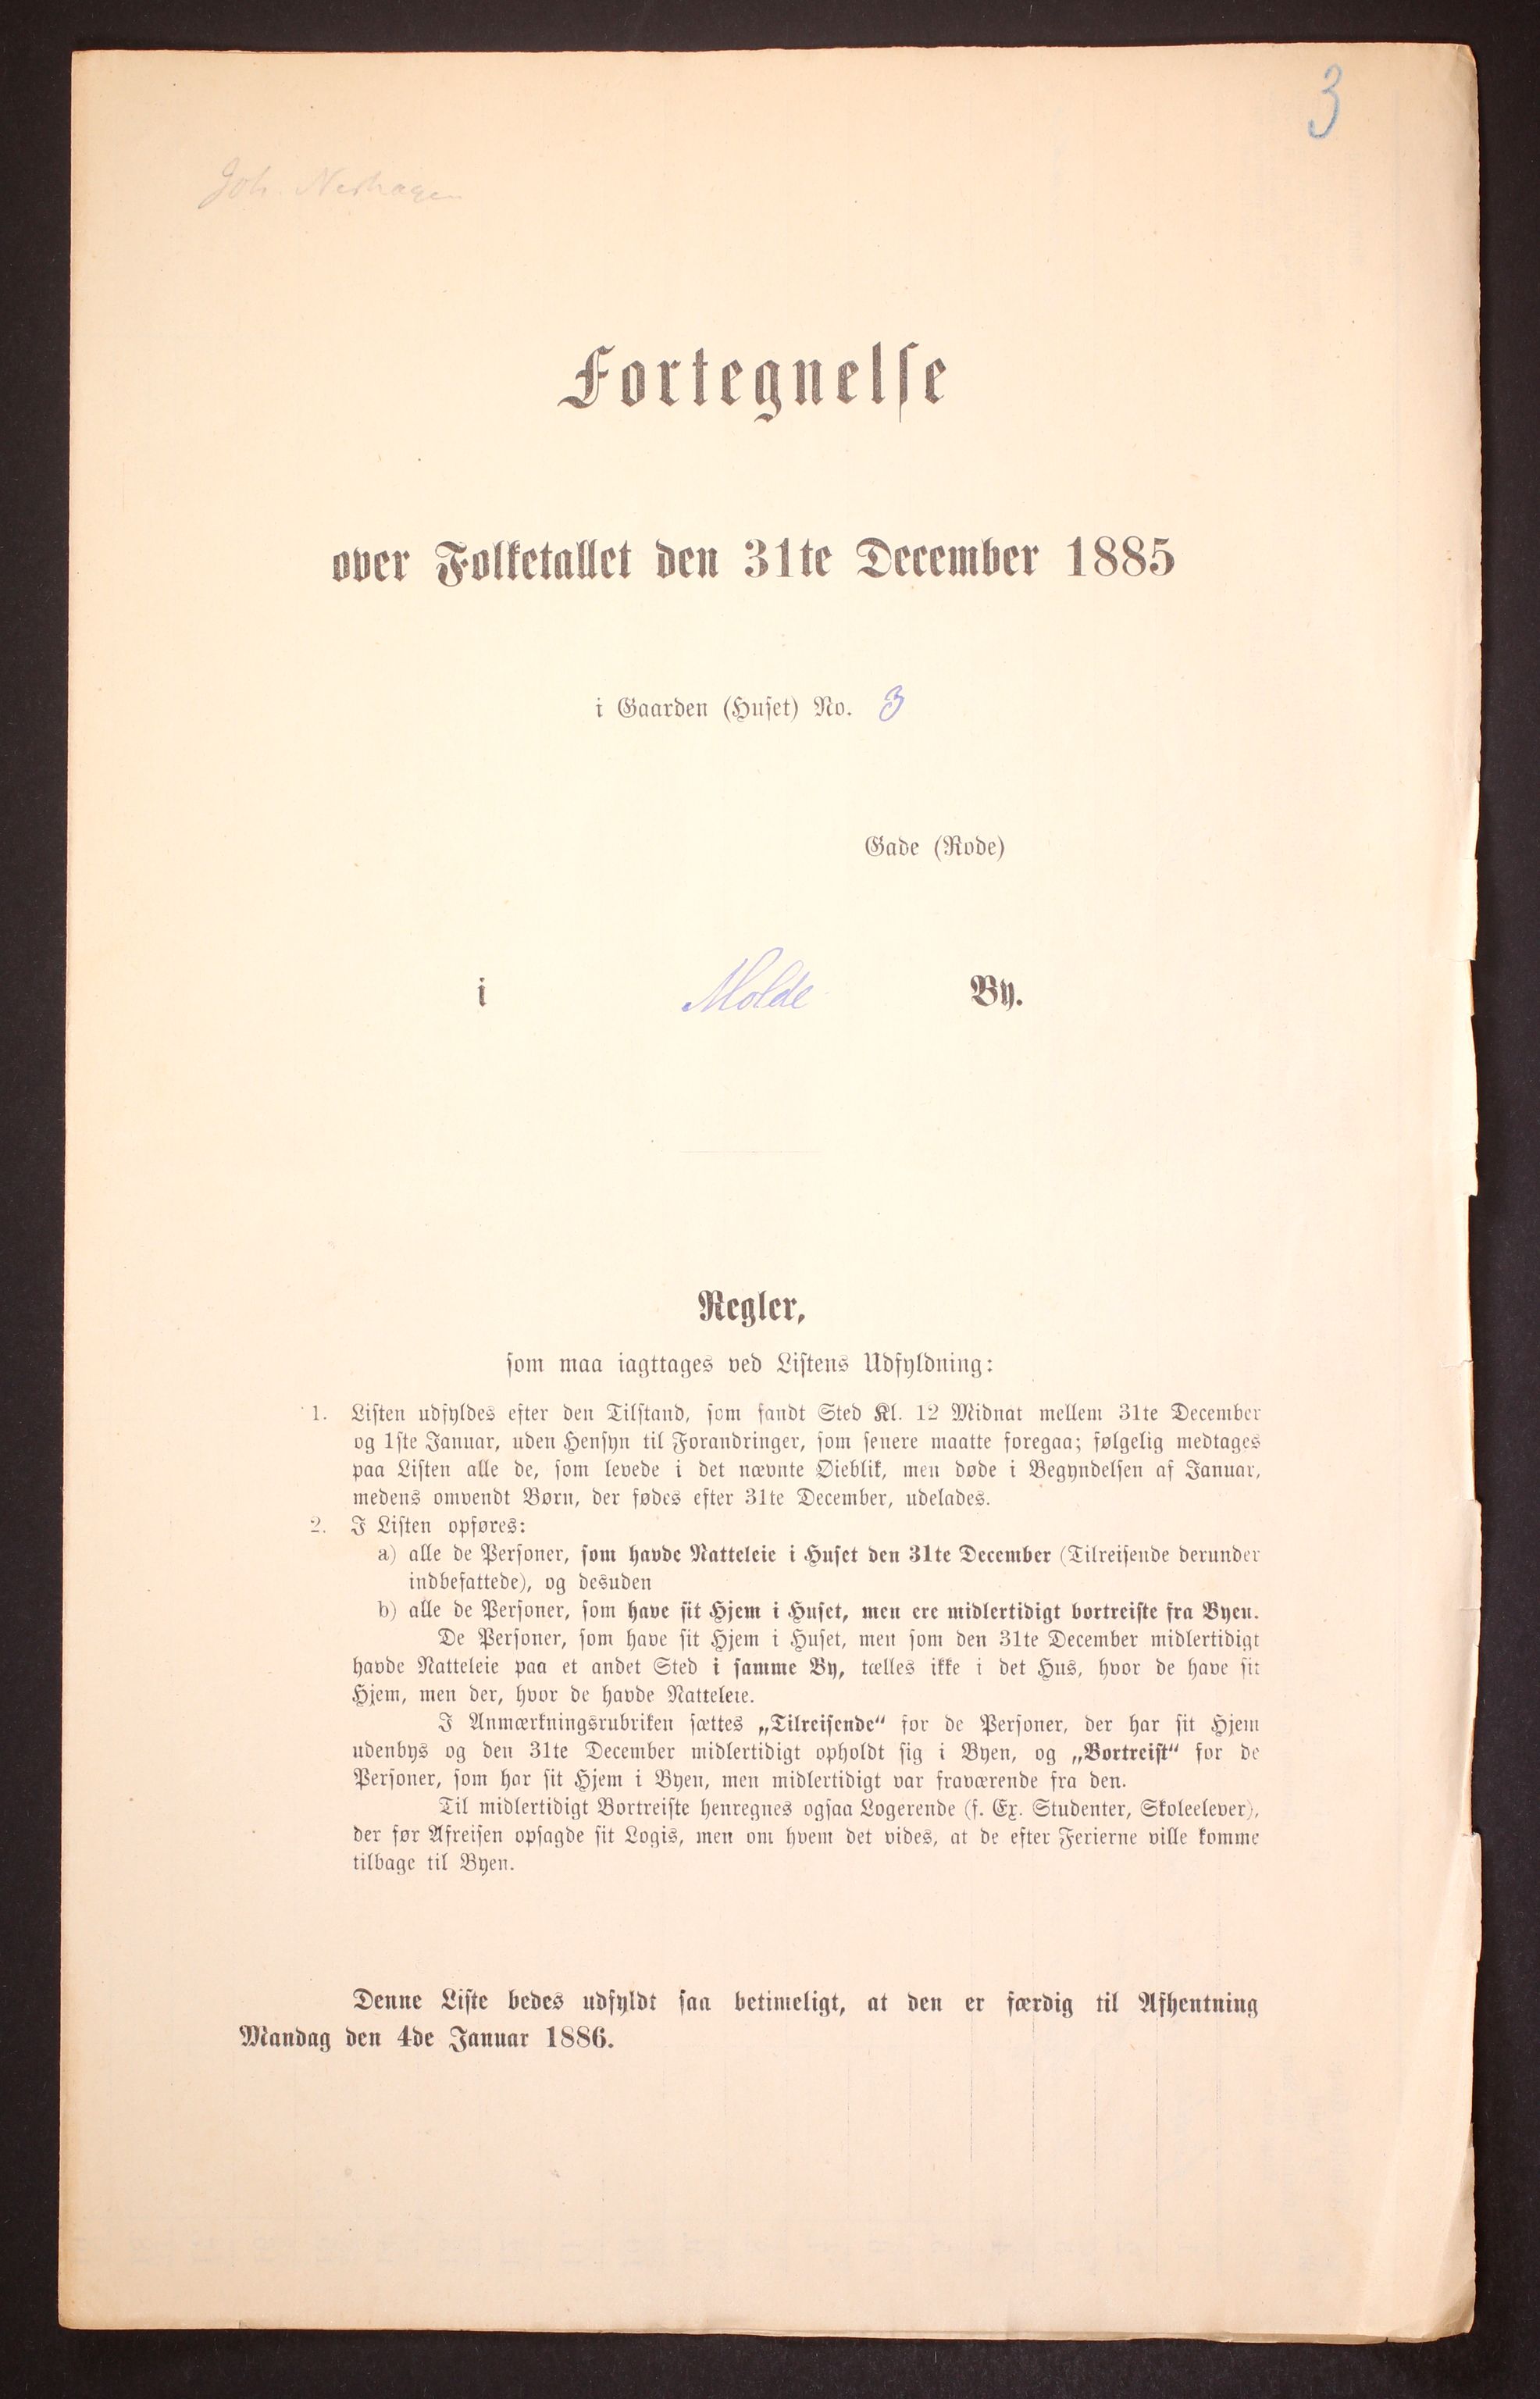 3
Joh. Nerhagen
Fortegnelse
over Folketallet den 31te December 1885
i Gaarden (Huset) No. 3
Gade (Rode)
i Molde By.
Regler,
som maa iagttages ved Listens Udfyldning:
1. Listen udfyldes efter den Tilstand, som fandt Sted Kl. 12 Midnat mellem 31te December
og 1ste Januar, uden Hensyn til Forandringer, som senere maatte foregaa; følgelig medtages
paa Listen alle de, som levede i det nævnte Øieblik, men døde i Begyndelsen af Januar,
medens omvendt Børn, der fødes efter 31te December, udelades.
2. I Listen opføres:
a) alle de Personer, som havde Natteleie i Huset den 31te December (Tilreisende derunder
indbefattede), og desuden
b) alle de Personer, som have sit Hjem i Huset, men ere midlertidigt bortreiste fra Byen.
De Personer, som have sit Hjem i Huset, men som den 31te December midlertidigt
havde Natteleie paa et andet Sted i samme By, tælles ikke i det Hus, hvor de have sit
Hjem, men der, hvor de havde Natteleie.
I Anmærkningsrubriken sættes „Tilreisende“ for de Personer, der har sit Hjem
udenbys og den 31te December midlertidigt opholdt sig i Byen, og „Bortreist“ for de
Personer, som har sit Hjem i Byen, men midlertidigt var fraværende fra den.
Til midlertidigt Bortreiste henregnes ogsaa Logerende (f. Ex. Studenter, Skoleelever),
der før Afreisen opsagde sit Logis, men om hvem det vides, at de efter Ferierne ville komme
tilbage til Byen.
Denne Liste bedes udfyldt saa betimeligt, at den er færdig til Afhentning
Mandag den 4de Januar 1886.